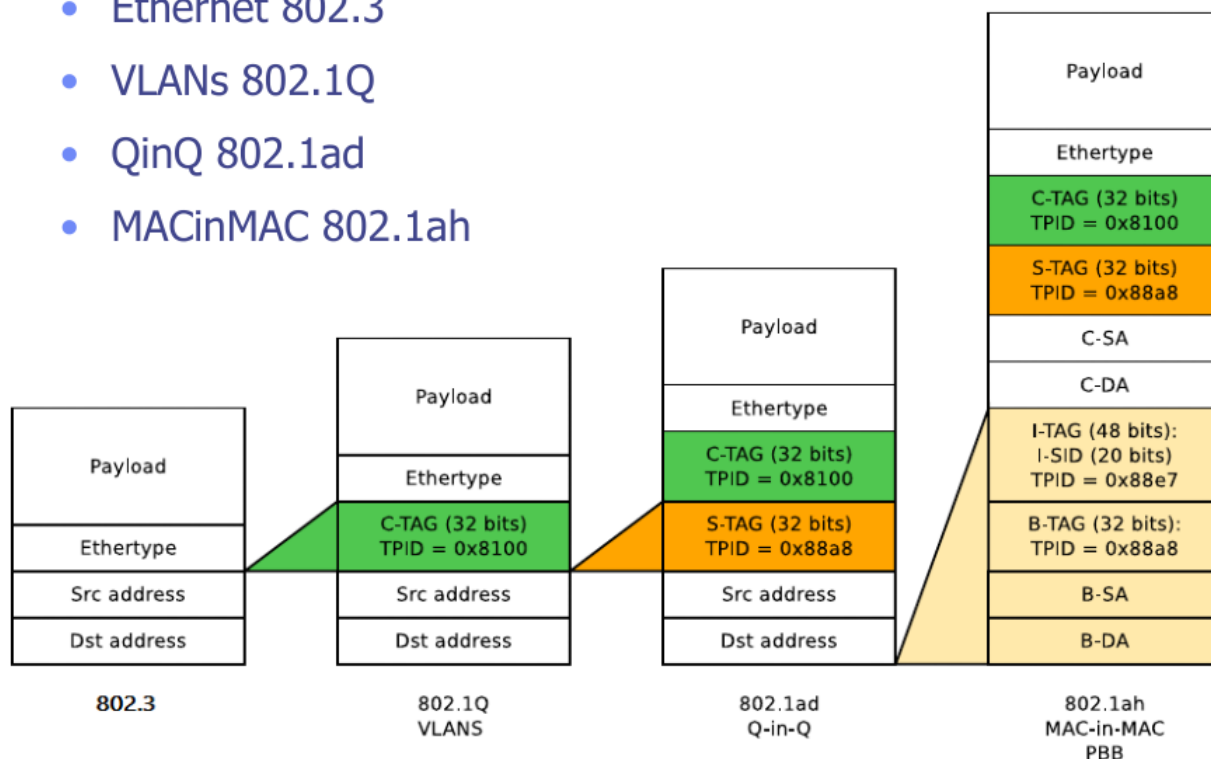 Ethernet 802.3
VLANs 802.1Q
QinQ 802.1ad
MACinMAC 802.1ah
Payload
Ethertype
Src address
Dst address
802.3
Payload
Ethertype
C-TAG (32 bits)
TPID = 0x8100
Src address
Dst address
802.1Q
VLANS
Payload
Ethertype
C-TAG (32 bits)
TPID = 0x8100
S-TAG (32 bits)
TPID = 0x88a8
Src address
Dst address
802.1ad
Q-in-Q
Payload
Ethertype
C-TAG (32 bits)
TPID = 0x8100
S-TAG (32 bits)
TPID = 0x88a8
C-SA
C-DA
I-TAG (48 bits):
I-SID (20 bits)
TPID = 0x88e7
B-TAG (32 bits):
TPID = 0x88a8
B-SA
B-DA
802.1ah
MAC-in-MAC
PBB